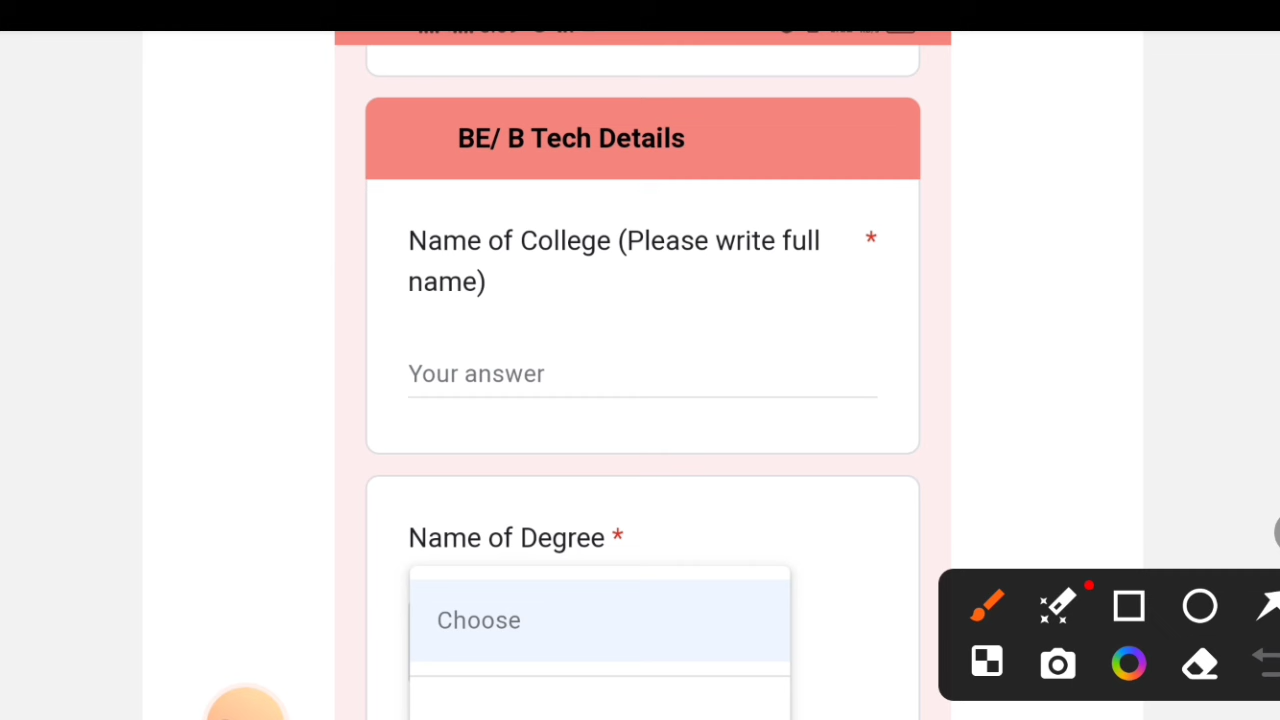 BE/ B Tech Details
Name of College (Please write full *
name)
Your answer
Name of Degree *
Choose